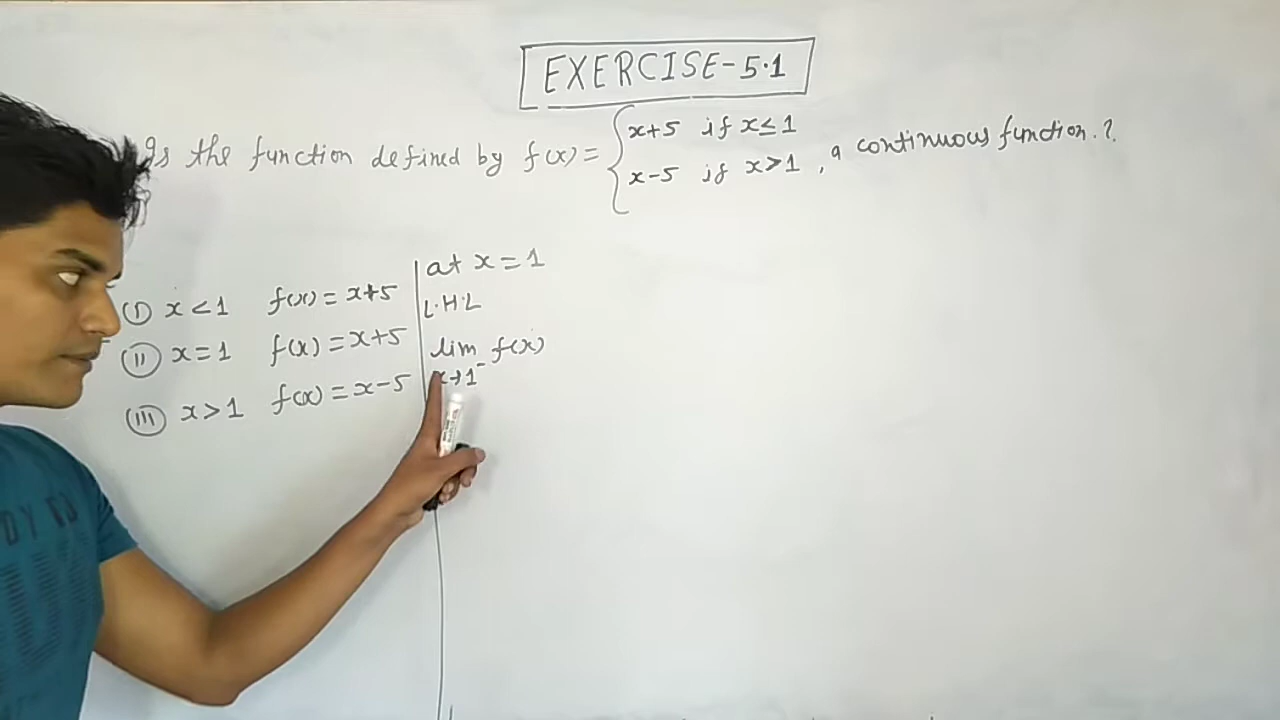 EXERCISE-5.1
Is the function defined by f(x) = { x+5 if x≤1
x-5 if x>1 , a continuous function.?
(I) x<1 f(x) = x+5
(II) x=1 f(x) = x+5
(III) x>1 f(x) = x-5
at x=1
L.H.L
lim f(x)
x→1⁻